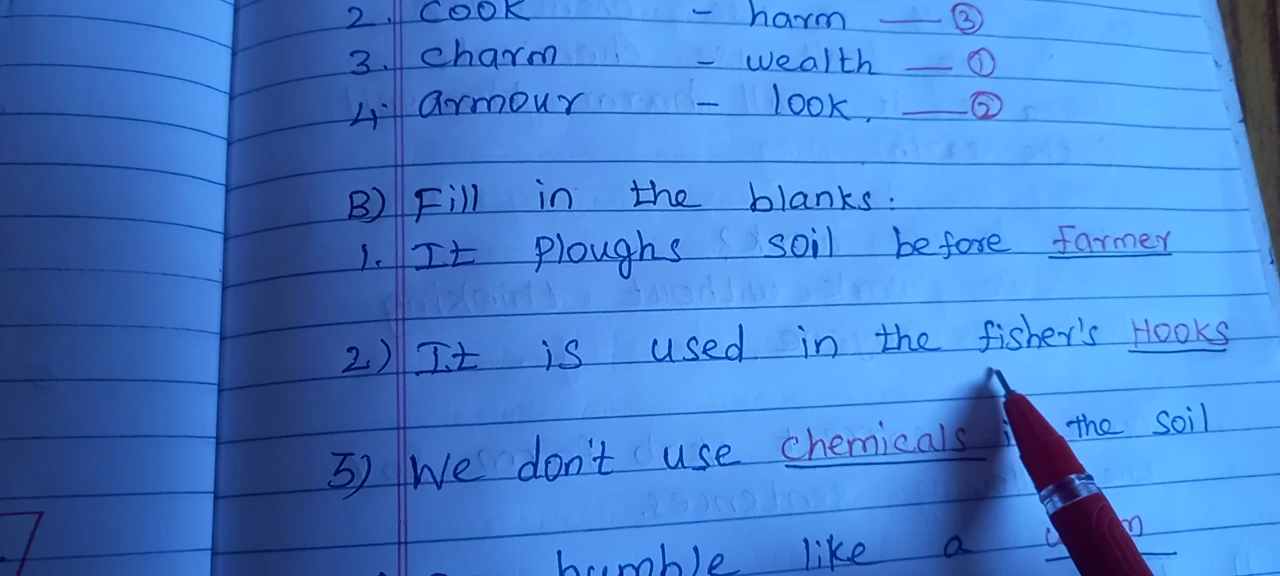 2. cook - harm — ③
3. charm - wealth — ①
4. armour - look. — ②
B) Fill in the blanks:
1. It ploughs soil before farmer
2) It is used in the fisher's Hooks
3) We don't use chemicals the soil
humble like a